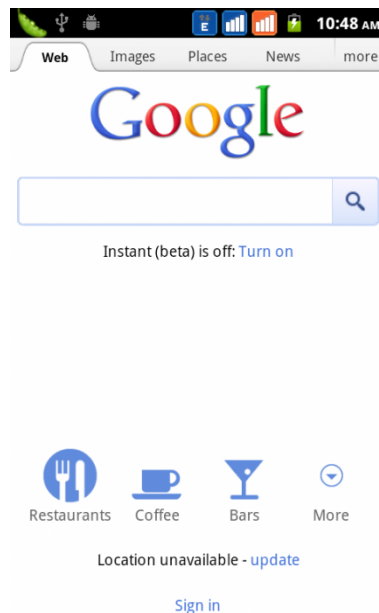 E 10:48 AM
Web Images Places News more
Google
Instant (beta) is off: Turn on
Restaurants Coffee Bars More
Location unavailable - update
Sign in